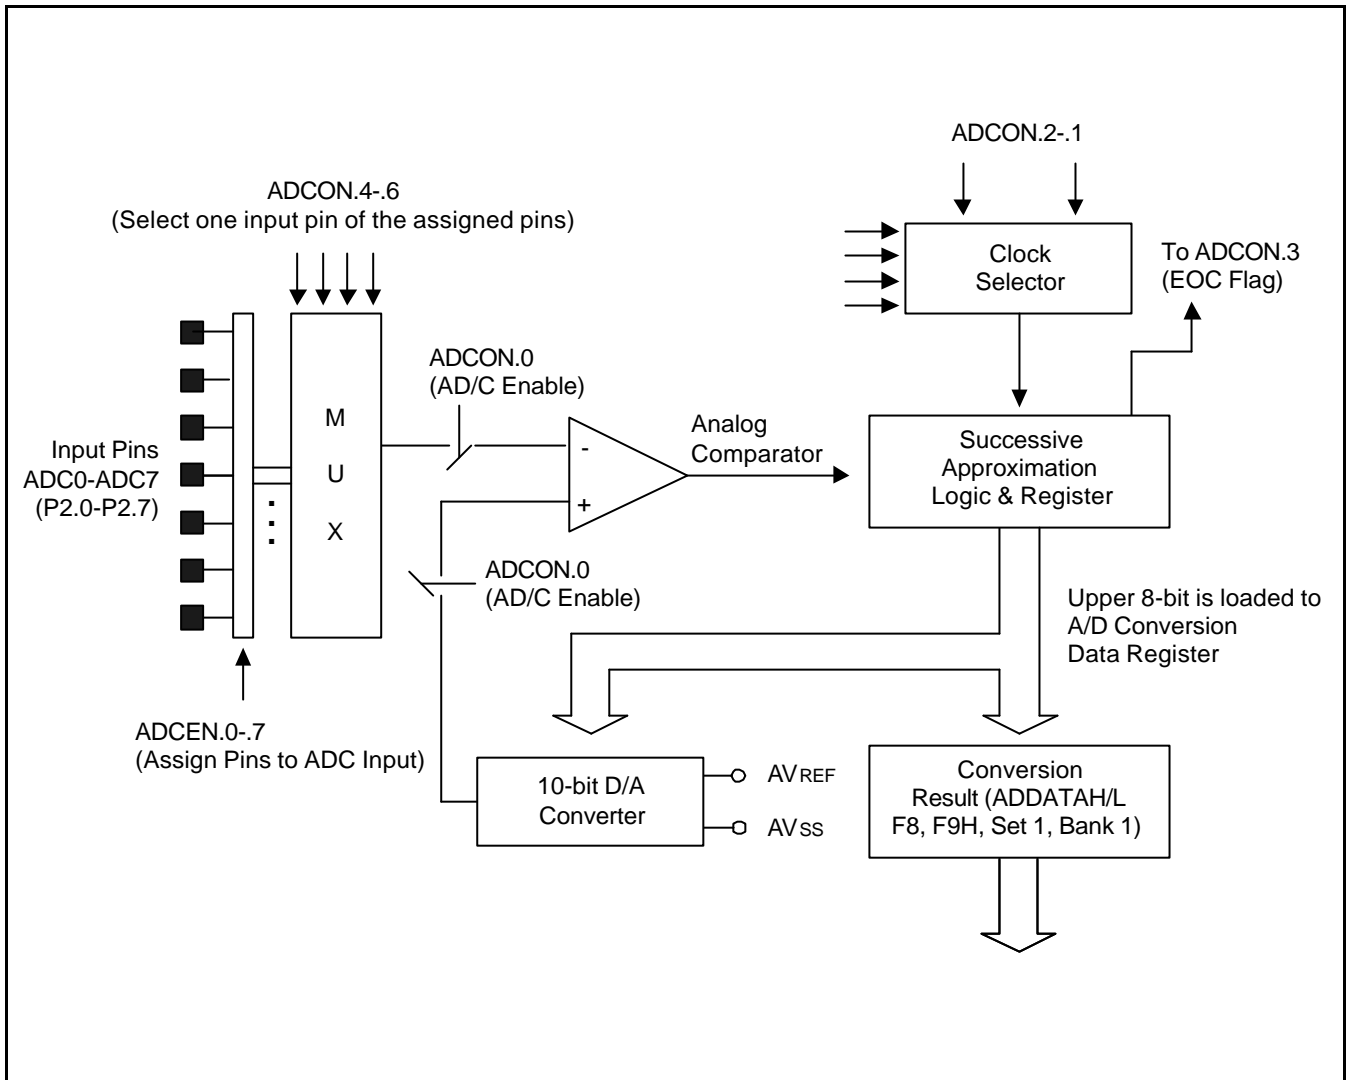 ADCON.2-.1
ADCON.4-.6
(Select one input pin of the assigned pins)
Clock
Selector
To ADCON.3
(EOC Flag)
ADCON.0
(AD/C Enable)
M
U
X
Input Pins
ADC0-ADC7
(P2.0-P2.7)
-
+
Analog
Comparator
Successive
Approximation
Logic & Register
ADCON.0
(AD/C Enable)
Upper 8-bit is loaded to
A/D Conversion
Data Register
ADCEN.0-.7
(Assign Pins to ADC Input)
10-bit D/A
Converter
AVREF
AVSS
Conversion
Result (ADDATAH/L
F8, F9H, Set 1, Bank 1)